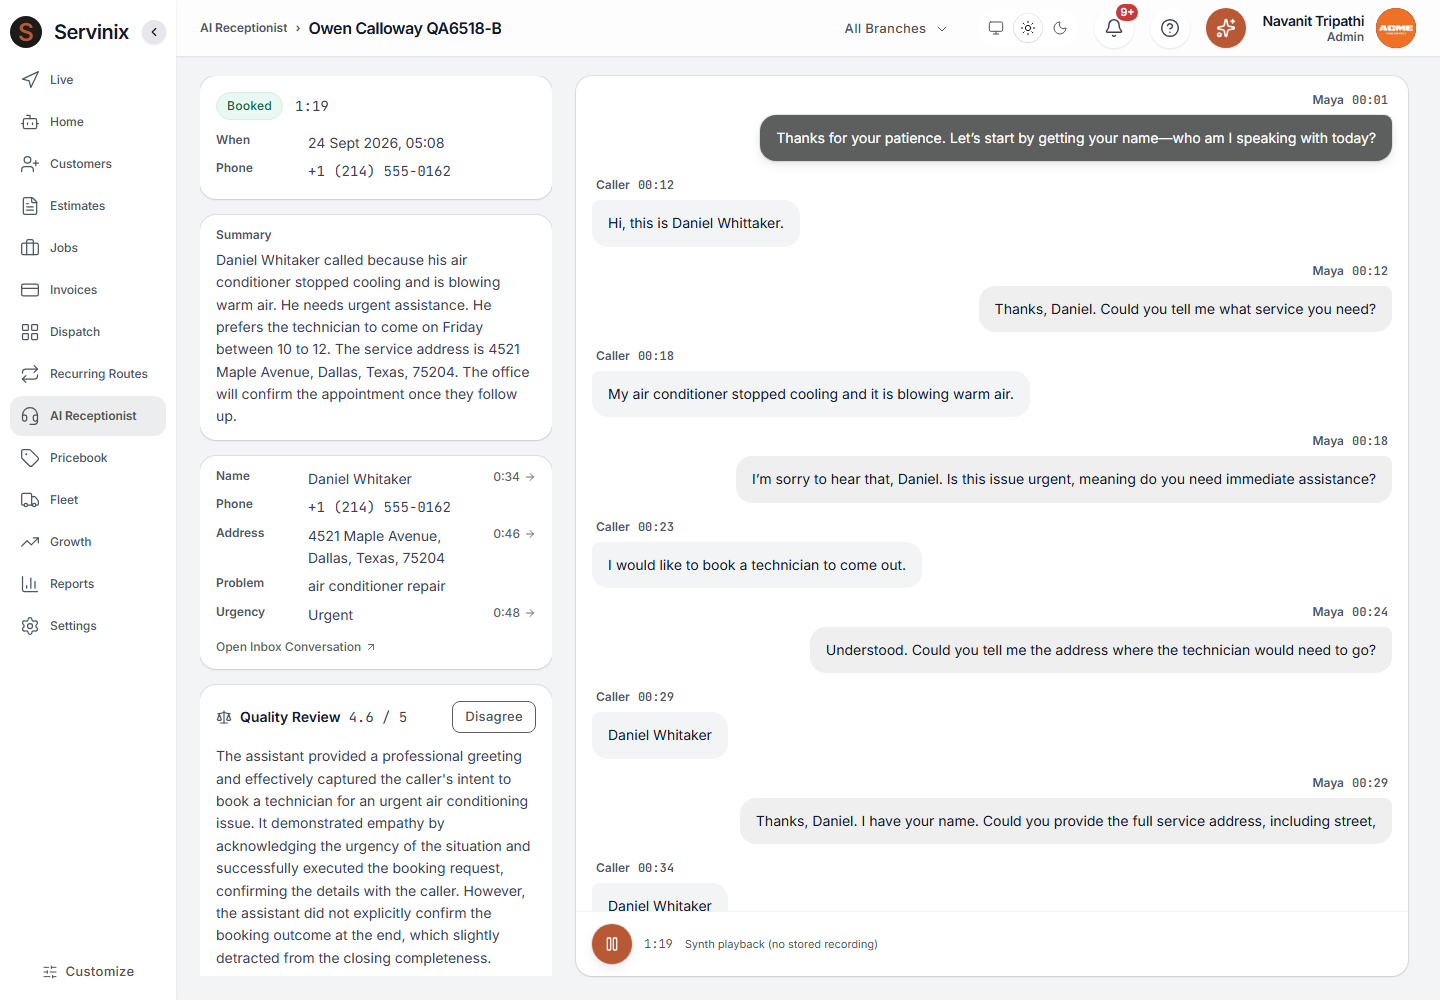 S Servinix
Live
Home
Customers
Estimates
Jobs
Invoices
Dispatch
Recurring Routes
AI Receptionist
Pricebook
Fleet
Growth
Reports
Settings
Customize
AI Receptionist › Owen Calloway QA6518-B
All Branches
9+
Navanit Tripathi
Admin
ACME
Booked 1:19
When 24 Sept 2026, 05:08
Phone +1 (214) 555-0162
Summary
Daniel Whitaker called because his air
conditioner stopped cooling and is blowing
warm air. He needs urgent assistance. He
prefers the technician to come on Friday
between 10 to 12. The service address is 4521
Maple Avenue, Dallas, Texas, 75204. The office
will confirm the appointment once they follow
up.
Name Daniel Whitaker 0:34 →
Phone +1 (214) 555-0162
Address 4521 Maple Avenue, 0:46 →
Dallas, Texas, 75204
Problem air conditioner repair
Urgency Urgent 0:48 →
Open Inbox Conversation ↗
Quality Review 4.6 / 5 Disagree
The assistant provided a professional greeting
and effectively captured the caller's intent to
book a technician for an urgent air conditioning
issue. It demonstrated empathy by
acknowledging the urgency of the situation and
successfully executed the booking request,
confirming the details with the caller. However,
the assistant did not explicitly confirm the
booking outcome at the end, which slightly
detracted from the closing completeness.
Maya 00:01
Thanks for your patience. Let’s start by getting your name—who am I speaking with today?
Caller 00:12
Hi, this is Daniel Whittaker.
Maya 00:12
Thanks, Daniel. Could you tell me what service you need?
Caller 00:18
My air conditioner stopped cooling and it is blowing warm air.
Maya 00:18
I’m sorry to hear that, Daniel. Is this issue urgent, meaning do you need immediate assistance?
Caller 00:23
I would like to book a technician to come out.
Maya 00:24
Understood. Could you tell me the address where the technician would need to go?
Caller 00:29
Daniel Whitaker
Maya 00:29
Thanks, Daniel. I have your name. Could you provide the full service address, including street,
Caller 00:34
Daniel Whitaker
1:19 Synth playback (no stored recording)